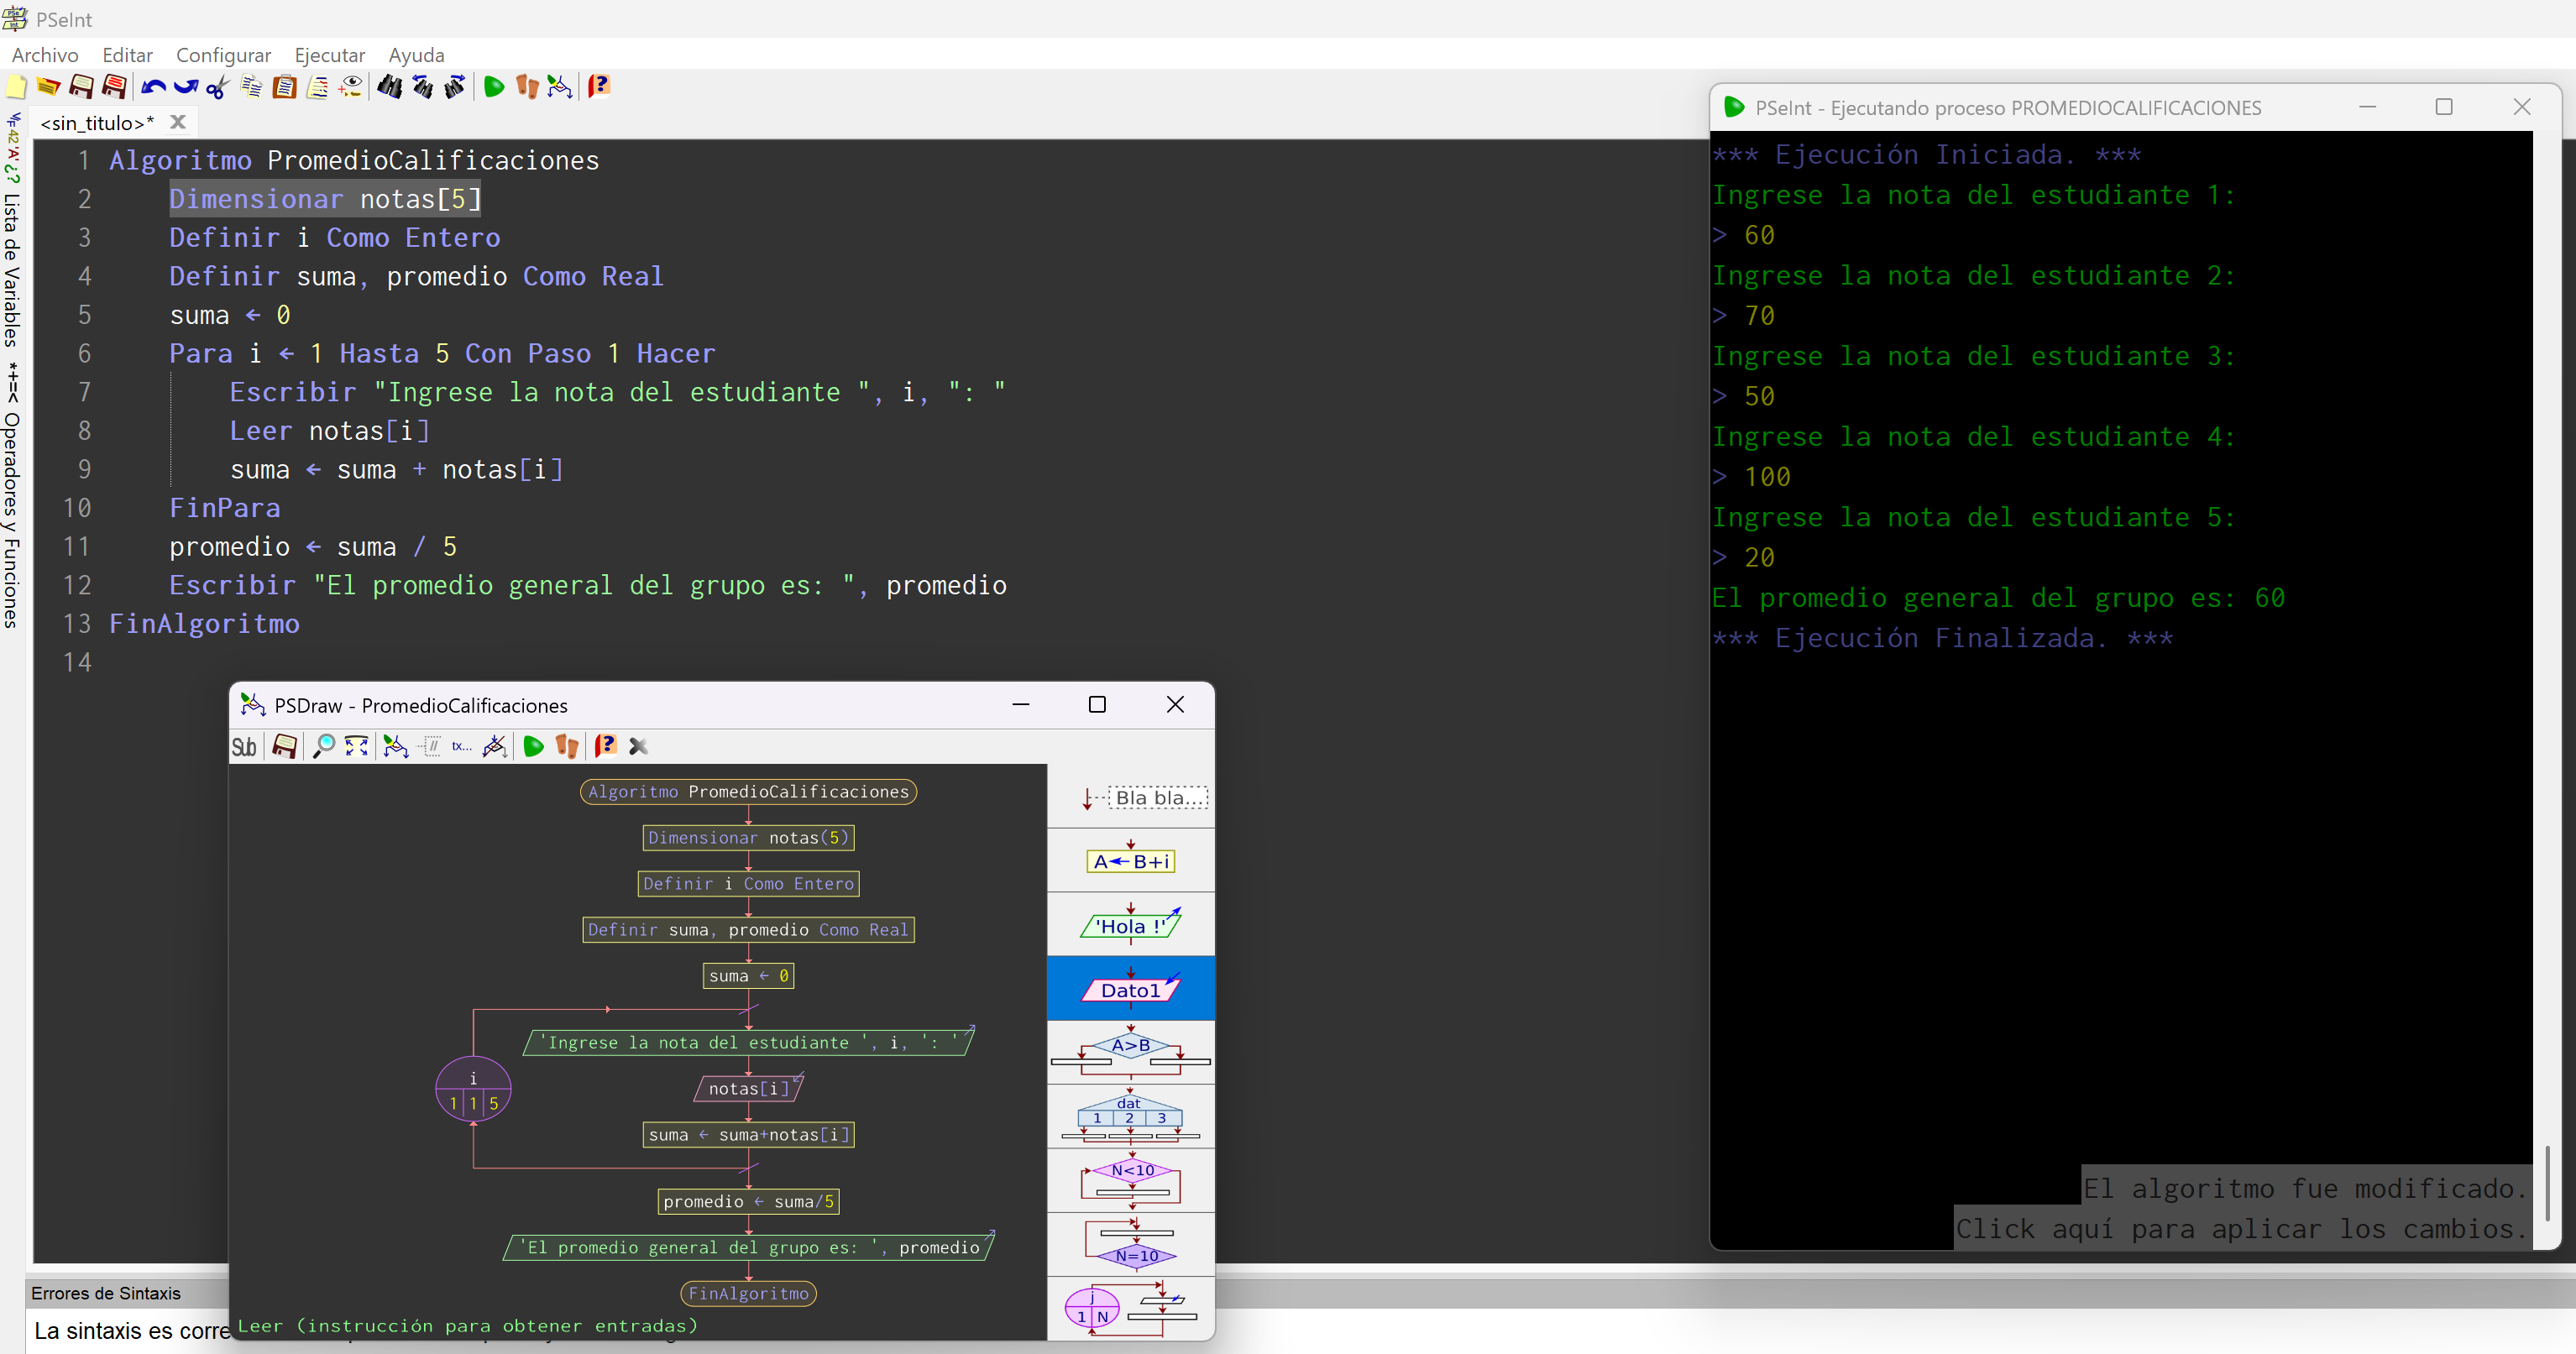 PSeInt
Archivo Editar Configurar Ejecutar Ayuda
<sin_titulo>*
Lista de Variables
*+=< Operadores y Funciones
1 Algoritmo PromedioCalificaciones
2 Dimensionar notas[5]
3 Definir i Como Entero
4 Definir suma, promedio Como Real
5 suma ← 0
6 Para i ← 1 Hasta 5 Con Paso 1 Hacer
7 Escribir "Ingrese la nota del estudiante ", i, ": "
8 Leer notas[i]
9 suma ← suma + notas[i]
10 FinPara
11 promedio ← suma / 5
12 Escribir "El promedio general del grupo es: ", promedio
13 FinAlgoritmo
14
PSeInt - Ejecutando proceso PROMEDIOCALIFICACIONES
*** Ejecución Iniciada. ***
Ingrese la nota del estudiante 1:
> 60
Ingrese la nota del estudiante 2:
> 70
Ingrese la nota del estudiante 3:
> 50
Ingrese la nota del estudiante 4:
> 100
Ingrese la nota del estudiante 5:
> 20
El promedio general del grupo es: 60
*** Ejecución Finalizada. ***
El algoritmo fue modificado.
Click aquí para aplicar los cambios.
PSDraw - PromedioCalificaciones
Sub
tx...
Algoritmo PromedioCalificaciones
Dimensionar notas(5)
Definir i Como Entero
Definir suma, promedio Como Real
suma ← 0
'Ingrese la nota del estudiante ', i, ': '
i
1 1 5
notas[i]
suma ← suma+notas[i]
promedio ← suma/5
'El promedio general del grupo es: ', promedio
FinAlgoritmo
Leer (instrucción para obtener entradas)
Bla bla...
A←B+i
'Hola !'
Dato1
A>B
dat
1 2 3
N<10
N=10
j
1 N
Errores de Sintaxis
La sintaxis es corre